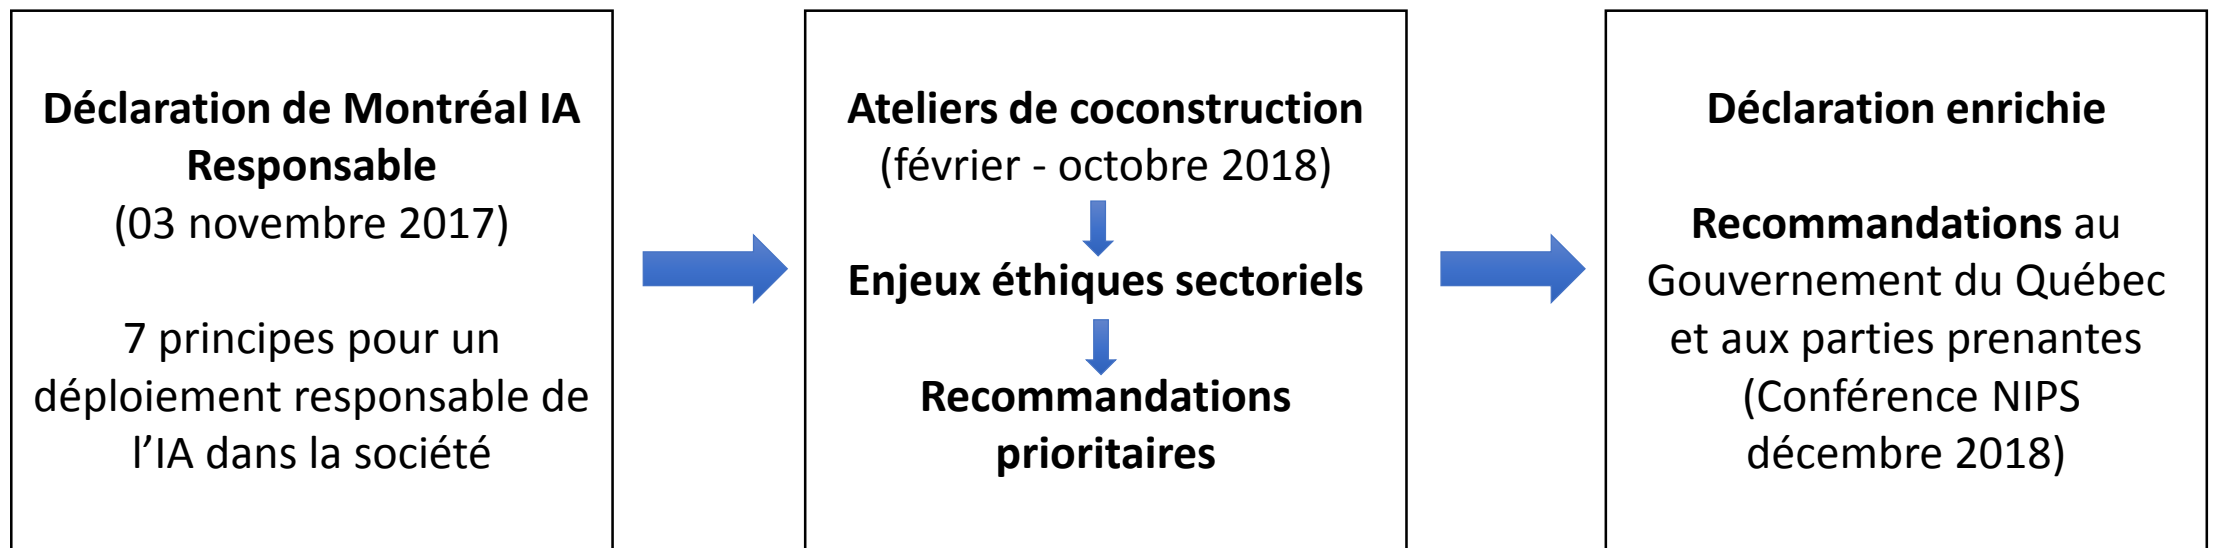 Déclaration de Montréal IA
Responsable
(03 novembre 2017)
7 principes pour un
déploiement responsable de
l’IA dans la société
Ateliers de coconstruction
(février - octobre 2018)
Enjeux éthiques sectoriels
Recommandations
prioritaires
Déclaration enrichie
Recommandations au
Gouvernement du Québec
et aux parties prenantes
(Conférence NIPS
décembre 2018)